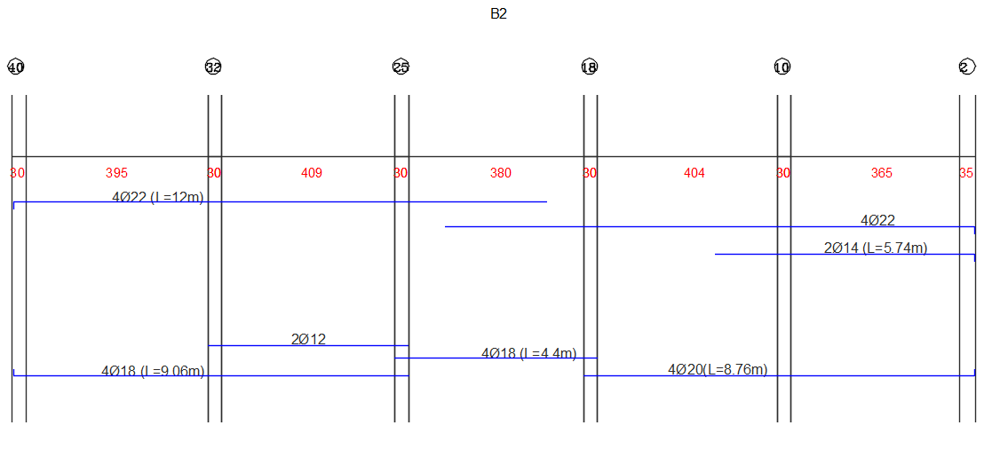 B2
40 32 25 18 10 2
30 395 30 409 30 380 30 404 30 365 35
4Ø22 (L=12m)
4Ø22
2Ø14 (L=5.74m)
2Ø12
4Ø18 (L=4.4m)
4Ø18 (L=9.06m) 4Ø20(L=8.76m)